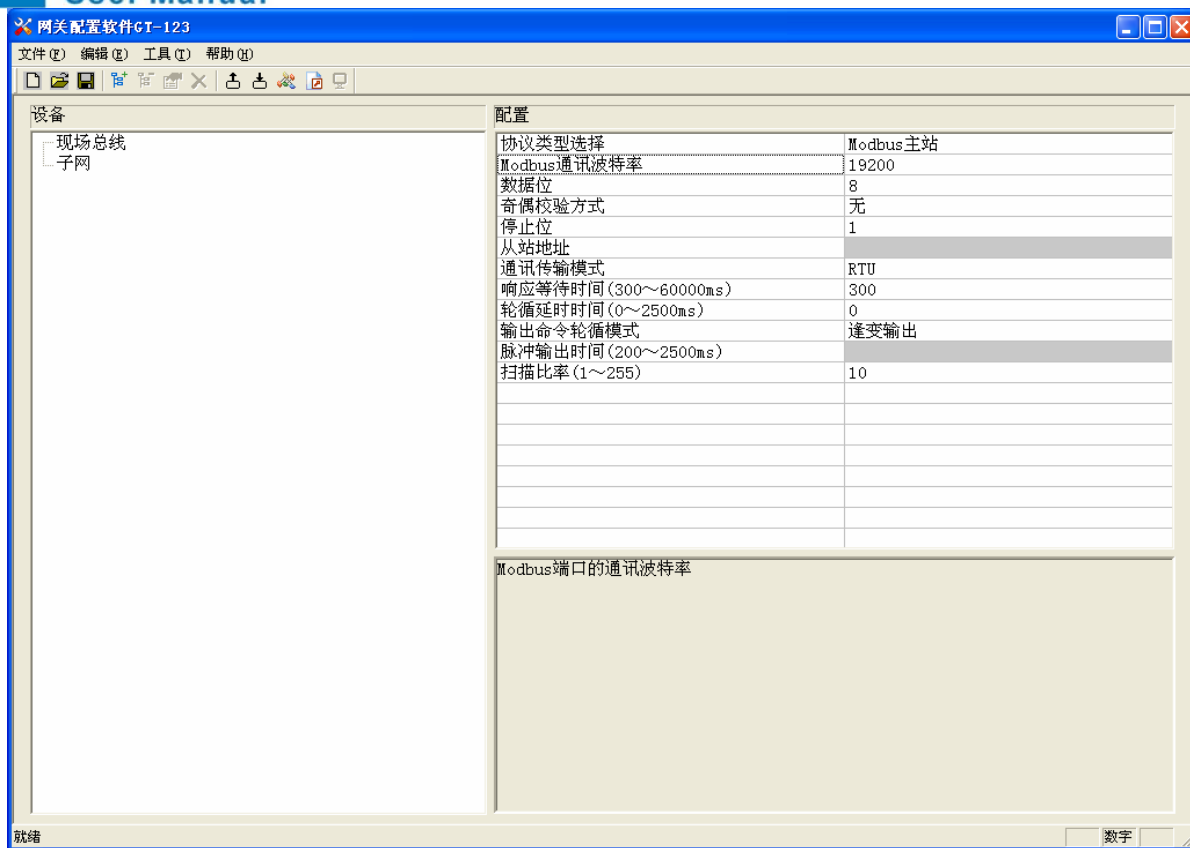 User Manual
网关配置软件GT-123
文件(F) 编辑(E) 工具(T) 帮助(H)
设备
现场总线
子网
配置
协议类型选择 Modbus主站
Modbus通讯波特率 19200
数据位 8
奇偶校验方式 无
停止位 1
从站地址
通讯传输模式 RTU
响应等待时间(300～60000ms) 300
轮循延时时间(0～2500ms) 0
输出命令轮循模式 逢变输出
脉冲输出时间(200～2500ms)
扫描比率(1～255) 10
Modbus端口的通讯波特率
就绪 数字